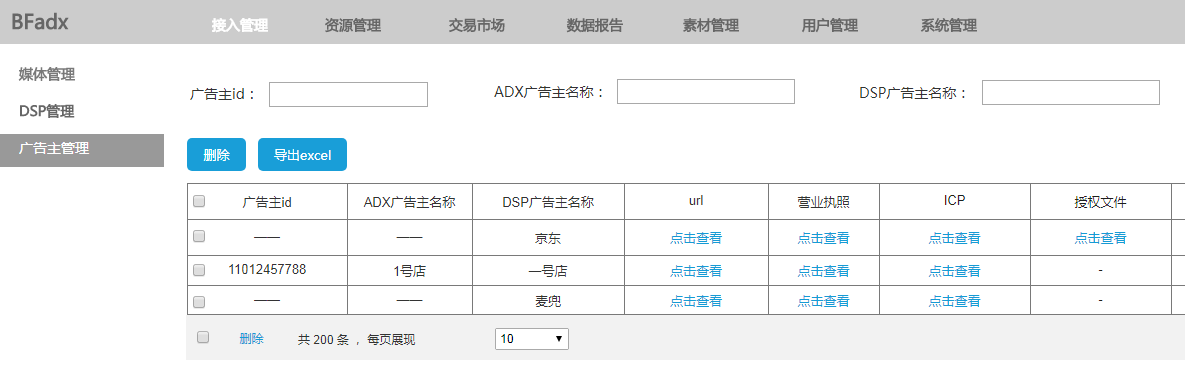 BFadx 接入管理 资源管理 交易市场 数据报告 素材管理 用户管理 系统管理
媒体管理
DSP管理
广告主管理
广告主id： ADX广告主名称： DSP广告主名称：
删除 导出excel
广告主id ADX广告主名称 DSP广告主名称 url 营业执照 ICP 授权文件
—— —— 京东 点击查看 点击查看 点击查看 点击查看
11012457788 1号店 一号店 点击查看 点击查看 点击查看 -
—— —— 麦兜 点击查看 点击查看 点击查看 -
删除 共 200 条 ， 每页展现 10